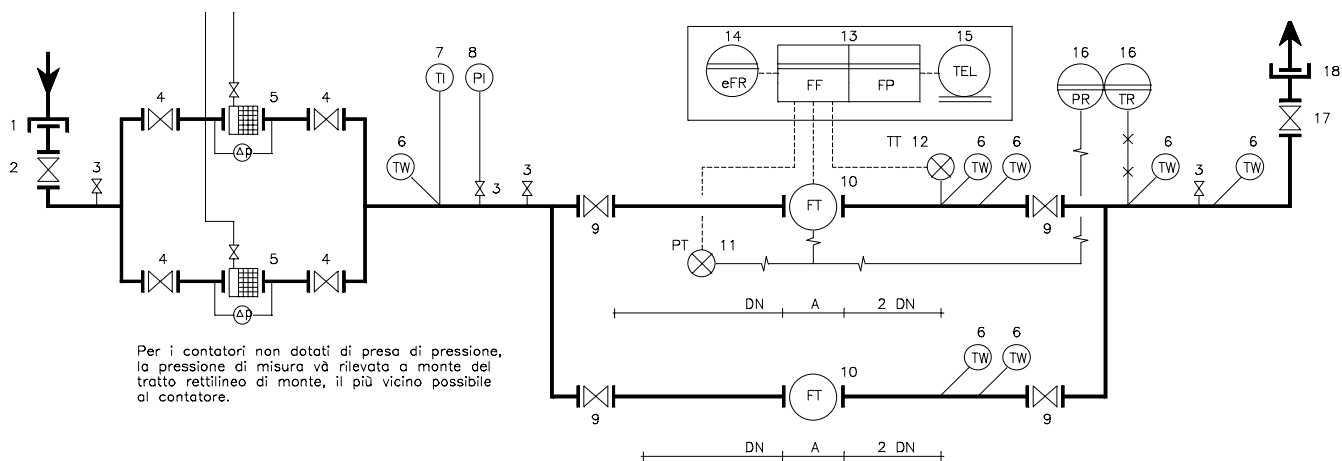 14 13 15 16 16
7 8
18
TI PI TEL
eFR FF FP PR TR
4 5 4
1 17
Δp
6 TT 12 6 6 6 6
2 3 TW 3 3 TW TW TW 3 TW
10
FT
9 9
PT 11
4 5 4
DN A 2 DN
Δp
6 6
Per i contatori non dotati di presa di pressione,
la pressione di misura và rilevata a monte del
tratto rettilineo di monte, il più vicino possibile
al contatore.
TW TW
10
FT
9 9
DN A 2 DN